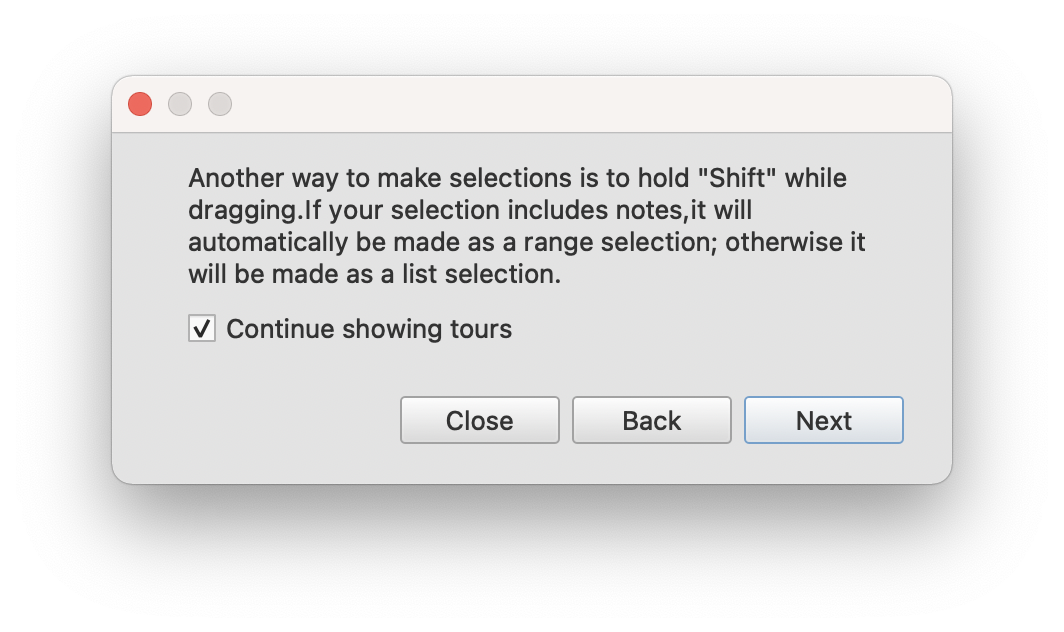 Another way to make selections is to hold "Shift" while
dragging.If your selection includes notes,it will
automatically be made as a range selection; otherwise it
will be made as a list selection.
Continue showing tours
Close Back Next